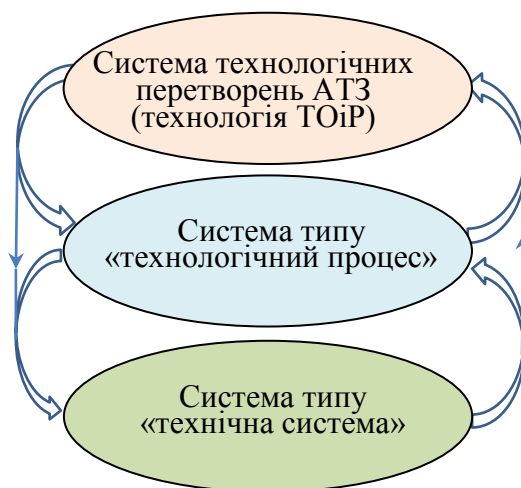 Система технологічних
перетворень АТЗ
(технологія ТОіР)
Система типу
«технологічний процес»
Система типу
«технічна система»